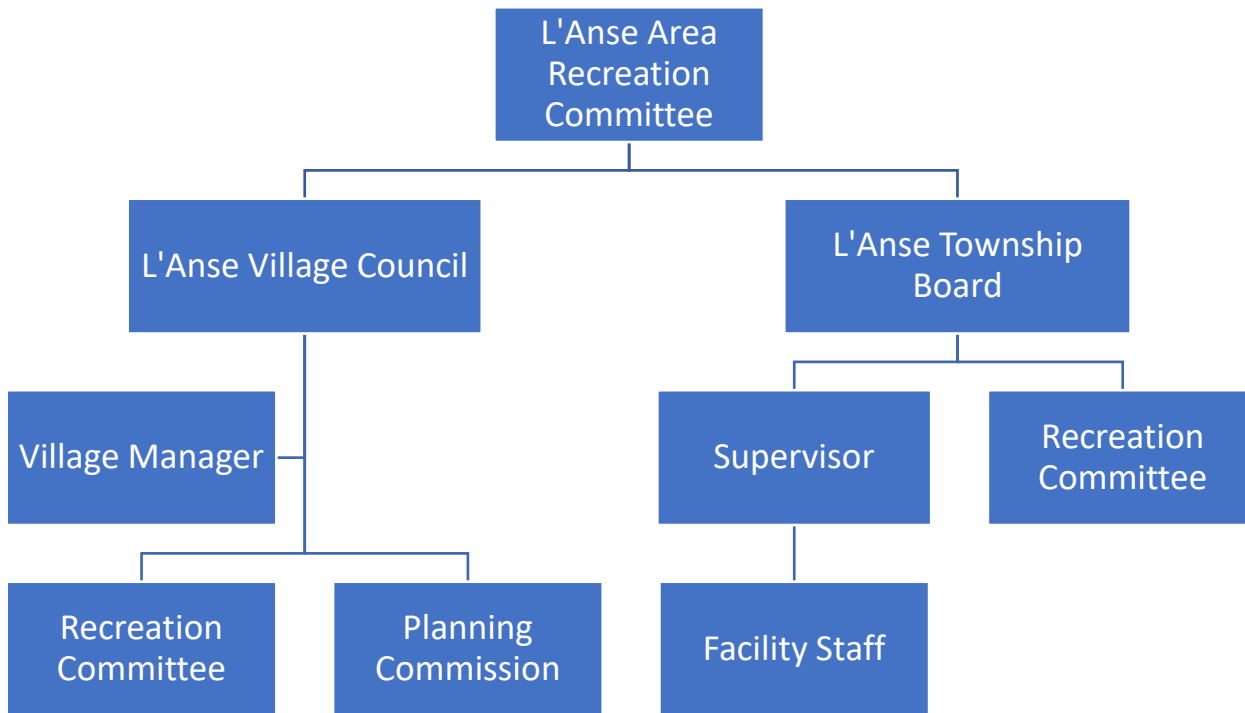 L'Anse Area
Recreation
Committee
L'Anse Village Council
L'Anse Township
Board
Village Manager
Supervisor
Recreation
Committee
Recreation
Committee
Planning
Commission
Facility Staff